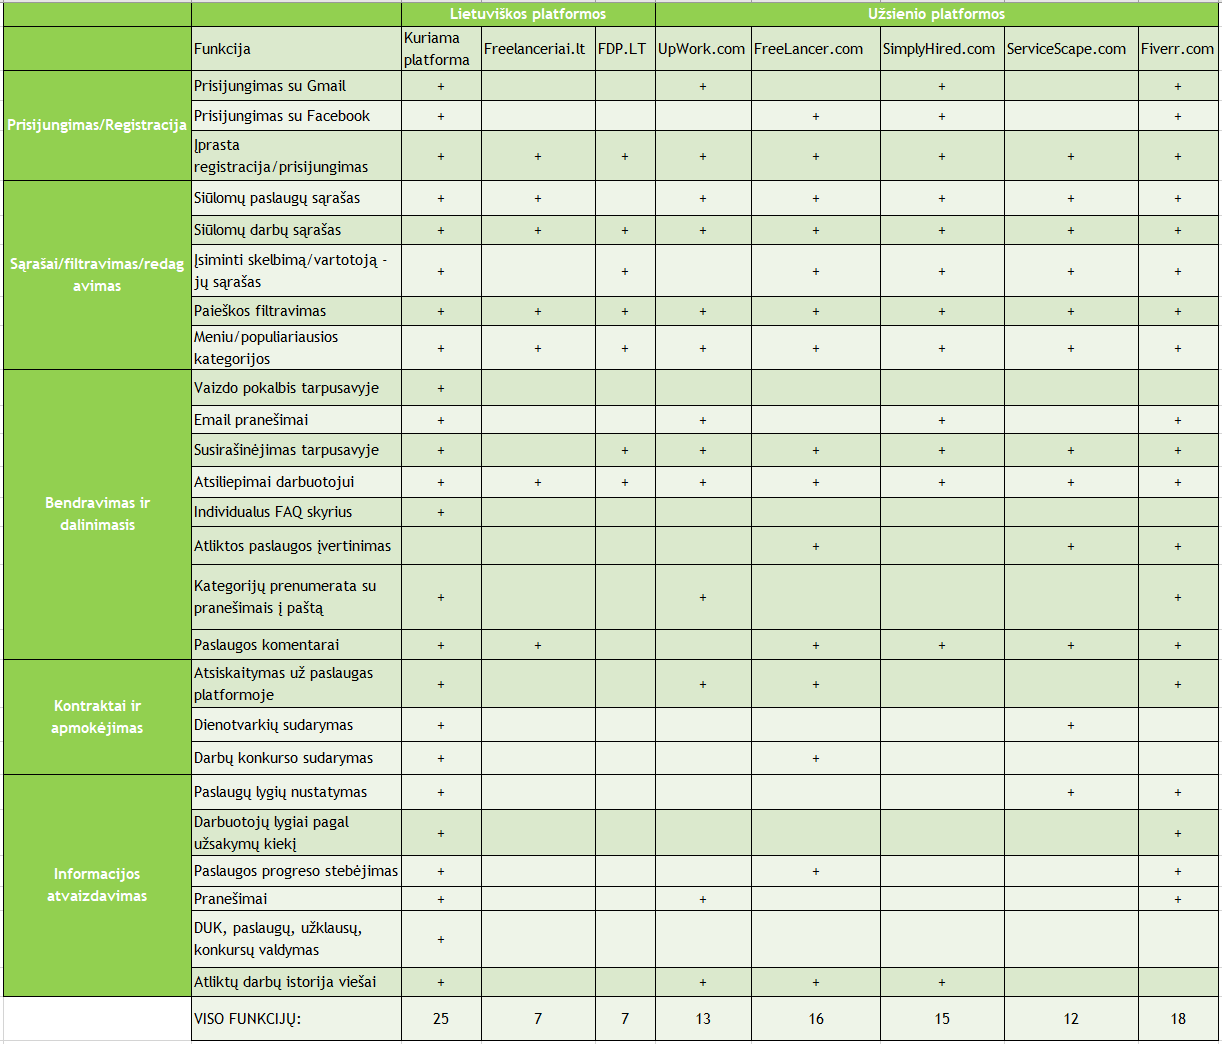 Lietuviškos platformos Užsienio platformos
Funkcija Kuriama platforma Freelanceriai.lt FDP.LT UpWork.com FreeLancer.com SimplyHired.com ServiceScape.com Fiverr.com
Prisijungimas/Registracija
Prisijungimas su Gmail + + + +
Prisijungimas su Facebook + + + +
Įprasta
registracija/prisijungimas + + + + + + + +
Sąrašai/filtravimas/redag
avimas
Siūlomų paslaugų sąrašas + + + + + + +
Siūlomų darbų sąrašas + + + + + + + +
Įsiminti skelbimą/vartotoją -
jų sąrašas + + + + + +
Paieškos filtravimas + + + + + + + +
Meniu/populiariausios
kategorijos + + + + + + + +
Bendravimas ir
dalinimasis
Vaizdo pokalbis tarpusavyje +
Email pranešimai + + + +
Susirašinėjimas tarpusavyje + + + + + + +
Atsiliepimai darbuotojui + + + + + + + +
Individualus FAQ skyrius +
Atliktos paslaugos įvertinimas + + +
Kategorijų prenumerata su
pranešimais į paštą + + +
Paslaugos komentarai + + + + + +
Kontraktai ir
apmokėjimas
Atsiskaitymas už paslaugas
platformoje + + + +
Dienotvarkių sudarymas + +
Darbų konkurso sudarymas + +
Informacijos
atvaizdavimas
Paslaugų lygių nustatymas + + +
Darbuotojų lygiai pagal
užsakymų kiekį + +
Paslaugos progreso stebėjimas + + +
Pranešimai + + +
DUK, paslaugų, užklausų,
konkursų valdymas +
Atliktų darbų istorija viešai + + + +
VISO FUNKCIJŲ: 25 7 7 13 16 15 12 18